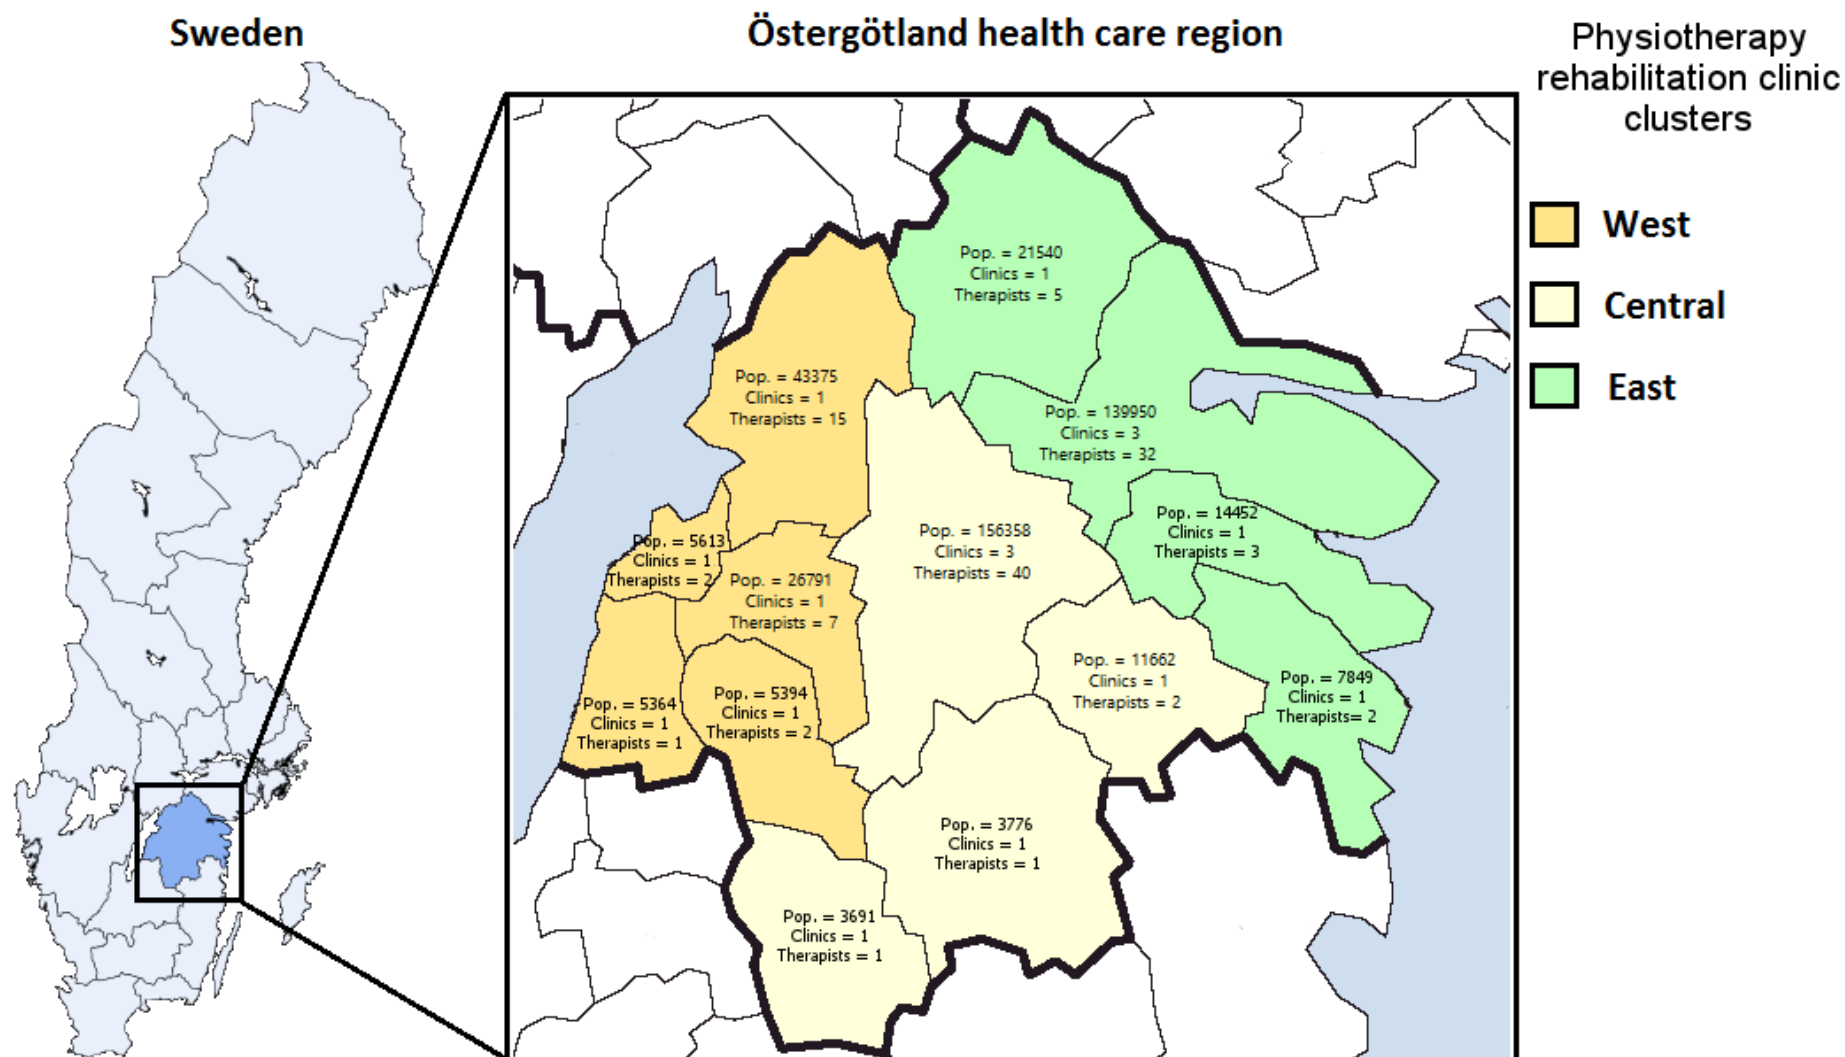 Sweden
Östergötland health care region
Physiotherapy
rehabilitation clinic
clusters
West
Central
East
Pop. = 21540
Clinics = 1
Therapists = 5
Pop. = 43375
Clinics = 1
Therapists = 15
Pop. = 139950
Clinics = 3
Therapists = 32
Pop. = 14452
Clinics = 1
Therapists = 3
Pop. = 5613
Clinics = 1
Therapists = 2
Pop. = 26791
Clinics = 1
Therapists = 7
Pop. = 156358
Clinics = 3
Therapists = 40
Pop. = 11662
Clinics = 1
Therapists = 2
Pop. = 7849
Clinics = 1
Therapists= 2
Pop. = 5364
Clinics = 1
Therapists = 1
Pop. = 5394
Clinics = 1
Therapists = 2
Pop. = 3776
Clinics = 1
Therapists = 1
Pop. = 3691
Clinics = 1
Therapists = 1